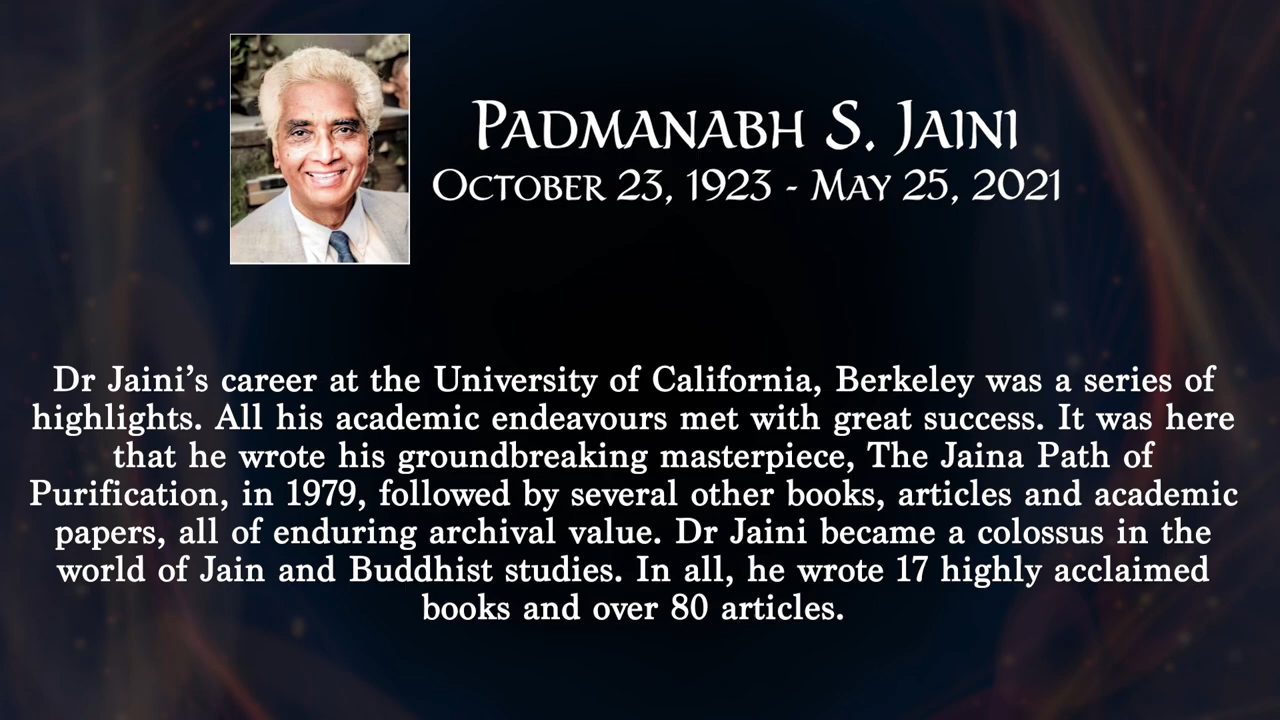 Padmanabh S. Jaini
October 23, 1923 - May 25, 2021
Dr Jaini’s career at the University of California, Berkeley was a series of
highlights. All his academic endeavours met with great success. It was here
that he wrote his groundbreaking masterpiece, The Jaina Path of
Purification, in 1979, followed by several other books, articles and academic
papers, all of enduring archival value. Dr Jaini became a colossus in the
world of Jain and Buddhist studies. In all, he wrote 17 highly acclaimed
books and over 80 articles.